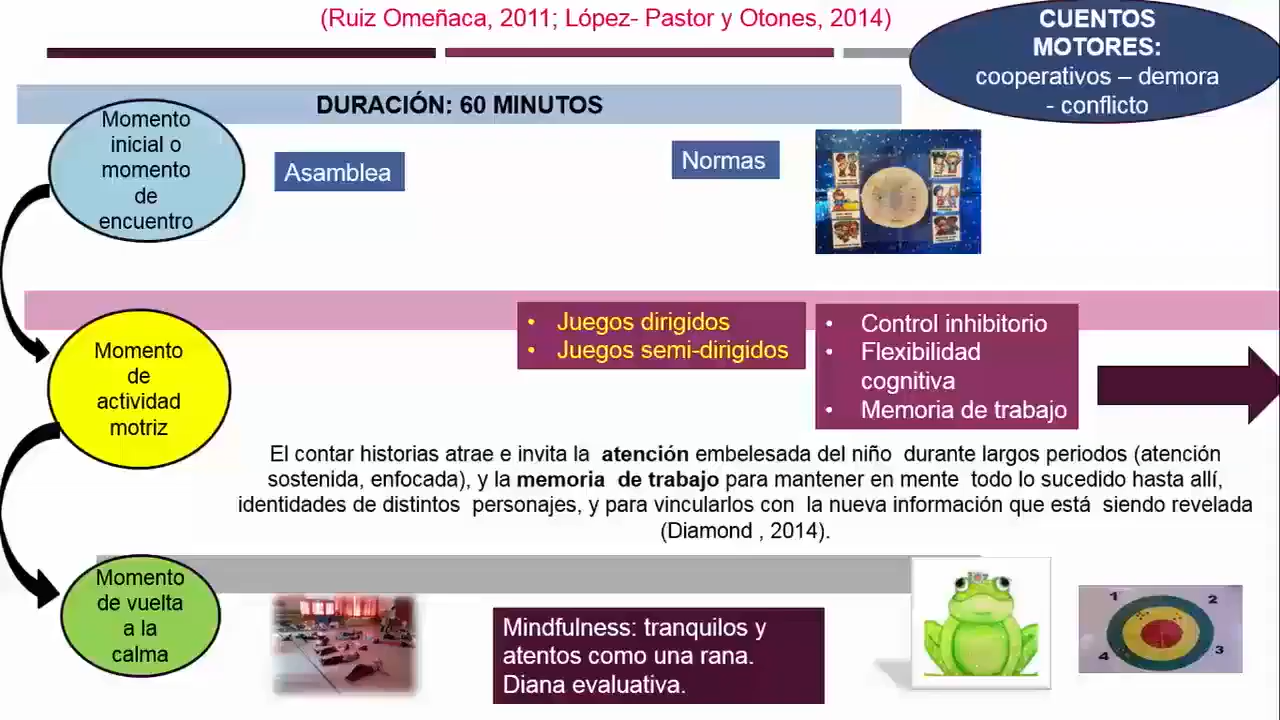 (Ruiz Omeñaca, 2011; López- Pastor y Otones, 2014)
CUENTOS
MOTORES:
cooperativos – demora
- conflicto
DURACIÓN: 60 MINUTOS
Momento
inicial o
momento
de
encuentro
Asamblea
Normas
Momento
de
actividad
motriz
• Juegos dirigidos
• Juegos semi-dirigidos
• Control inhibitorio
• Flexibilidad
cognitiva
• Memoria de trabajo
El contar historias atrae e invita la atención embelesada del niño durante largos periodos (atención
sostenida, enfocada), y la memoria de trabajo para mantener en mente todo lo sucedido hasta allí,
identidades de distintos personajes, y para vincularlos con la nueva información que está siendo revelada
(Diamond , 2014).
Momento
de vuelta
a la
calma
Mindfulness: tranquilos y
atentos como una rana.
Diana evaluativa.
1 2
4 3